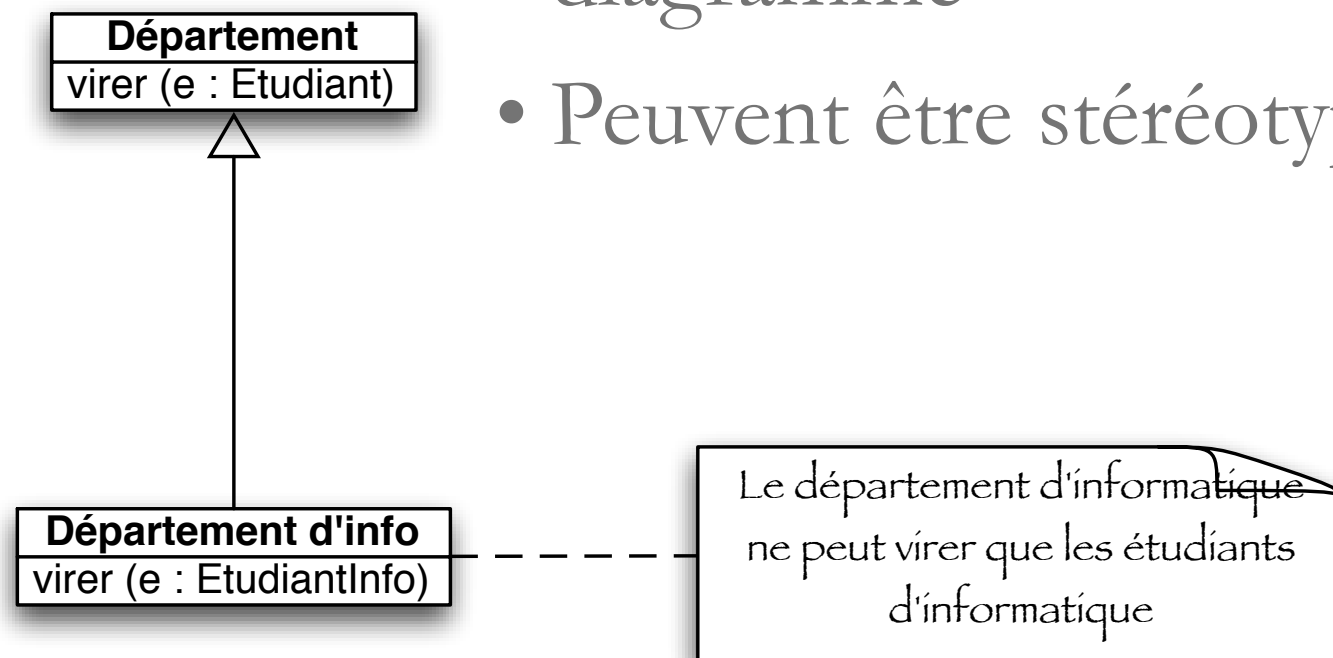 diagramme
• Peuvent être
Département
virer (e : Etudiant)
Département d'info
virer (e : EtudiantInfo)
Le département d'informatique
ne peut virer que les étudiants
d'informatique